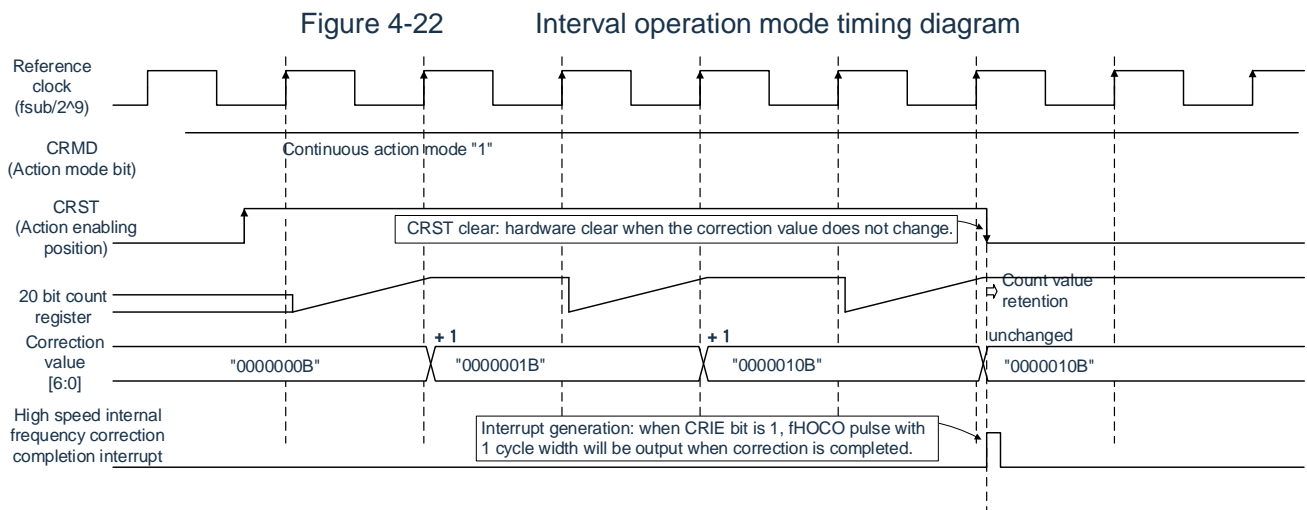 Figure 4-22 Interval operation mode timing diagram
Reference
clock
(fsub/2^9)
CRMD
(Action mode bit)
Continuous action mode "1"
CRST
(Action enabling
position)
CRST clear: hardware clear when the correction value does not change.
20 bit count
register
Count value
retention
Correction
value
[6:0]
+ 1
+ 1
unchanged
"0000000B"
"0000001B"
"0000010B"
"0000010B"
High speed internal
frequency correction
completion interrupt
Interrupt generation: when CRIE bit is 1, fHOCO pulse with
1 cycle width will be output when correction is completed.